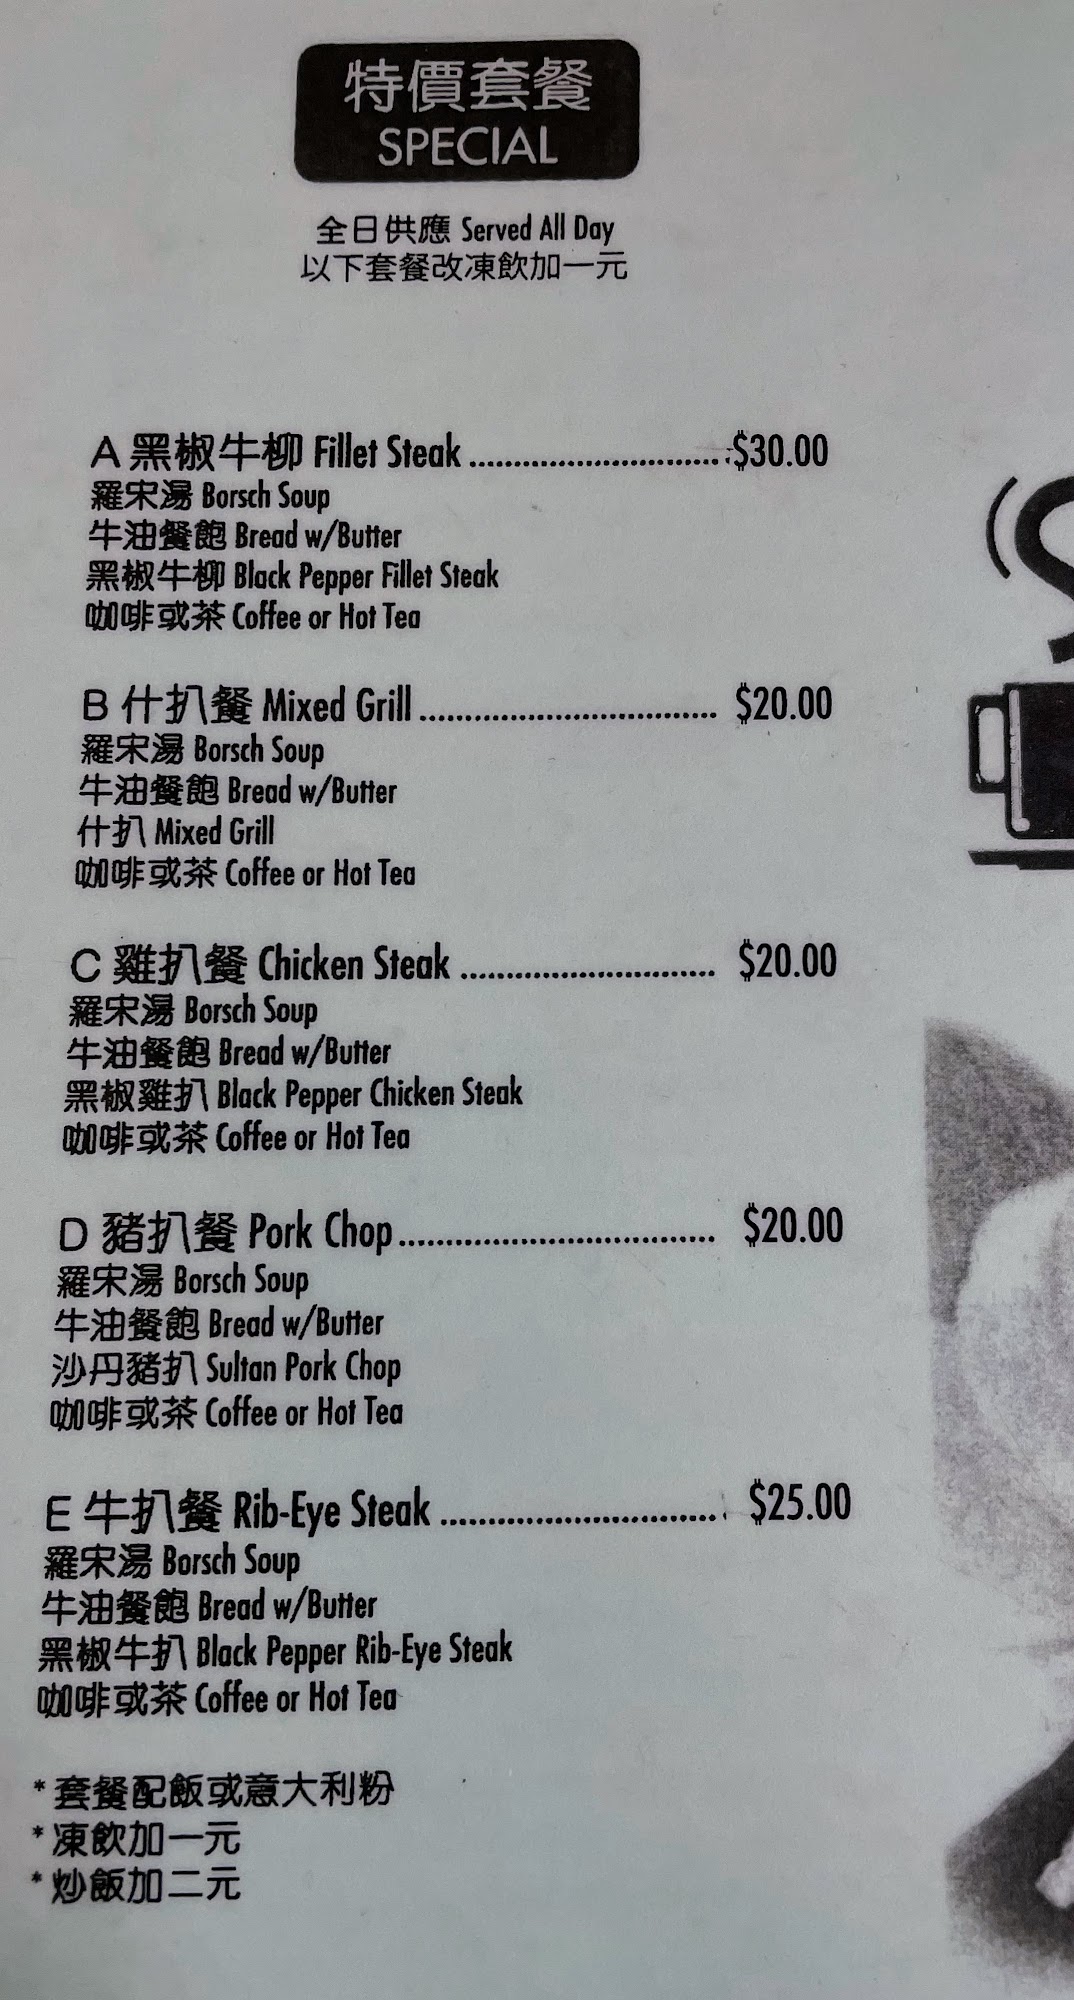 特價套餐
SPECIAL
全日供應 Served All Day
以下套餐改凍飲加一元
A 黑椒牛柳 Fillet Steak ............................ $30.00
羅宋湯 Borsch Soup
牛油餐飽 Bread w/Butter
黑椒牛柳 Black Pepper Fillet Steak
咖啡或茶 Coffee or Hot Tea
B 什扒餐 Mixed Grill ................................. $20.00
羅宋湯 Borsch Soup
牛油餐飽 Bread w/Butter
什扒 Mixed Grill
咖啡或茶 Coffee or Hot Tea
C 雞扒餐 Chicken Steak ............................ $20.00
羅宋湯 Borsch Soup
牛油餐飽 Bread w/Butter
黑椒雞扒 Black Pepper Chicken Steak
咖啡或茶 Coffee or Hot Tea
D 豬扒餐 Pork Chop .................................. $20.00
羅宋湯 Borsch Soup
牛油餐飽 Bread w/Butter
沙丹豬扒 Sultan Pork Chop
咖啡或茶 Coffee or Hot Tea
E 牛扒餐 Rib-Eye Steak .............................. $25.00
羅宋湯 Borsch Soup
牛油餐飽 Bread w/Butter
黑椒牛扒 Black Pepper Rib-Eye Steak
咖啡或茶 Coffee or Hot Tea
* 套餐配飯或意大利粉
* 凍飲加一元
* 炒飯加二元